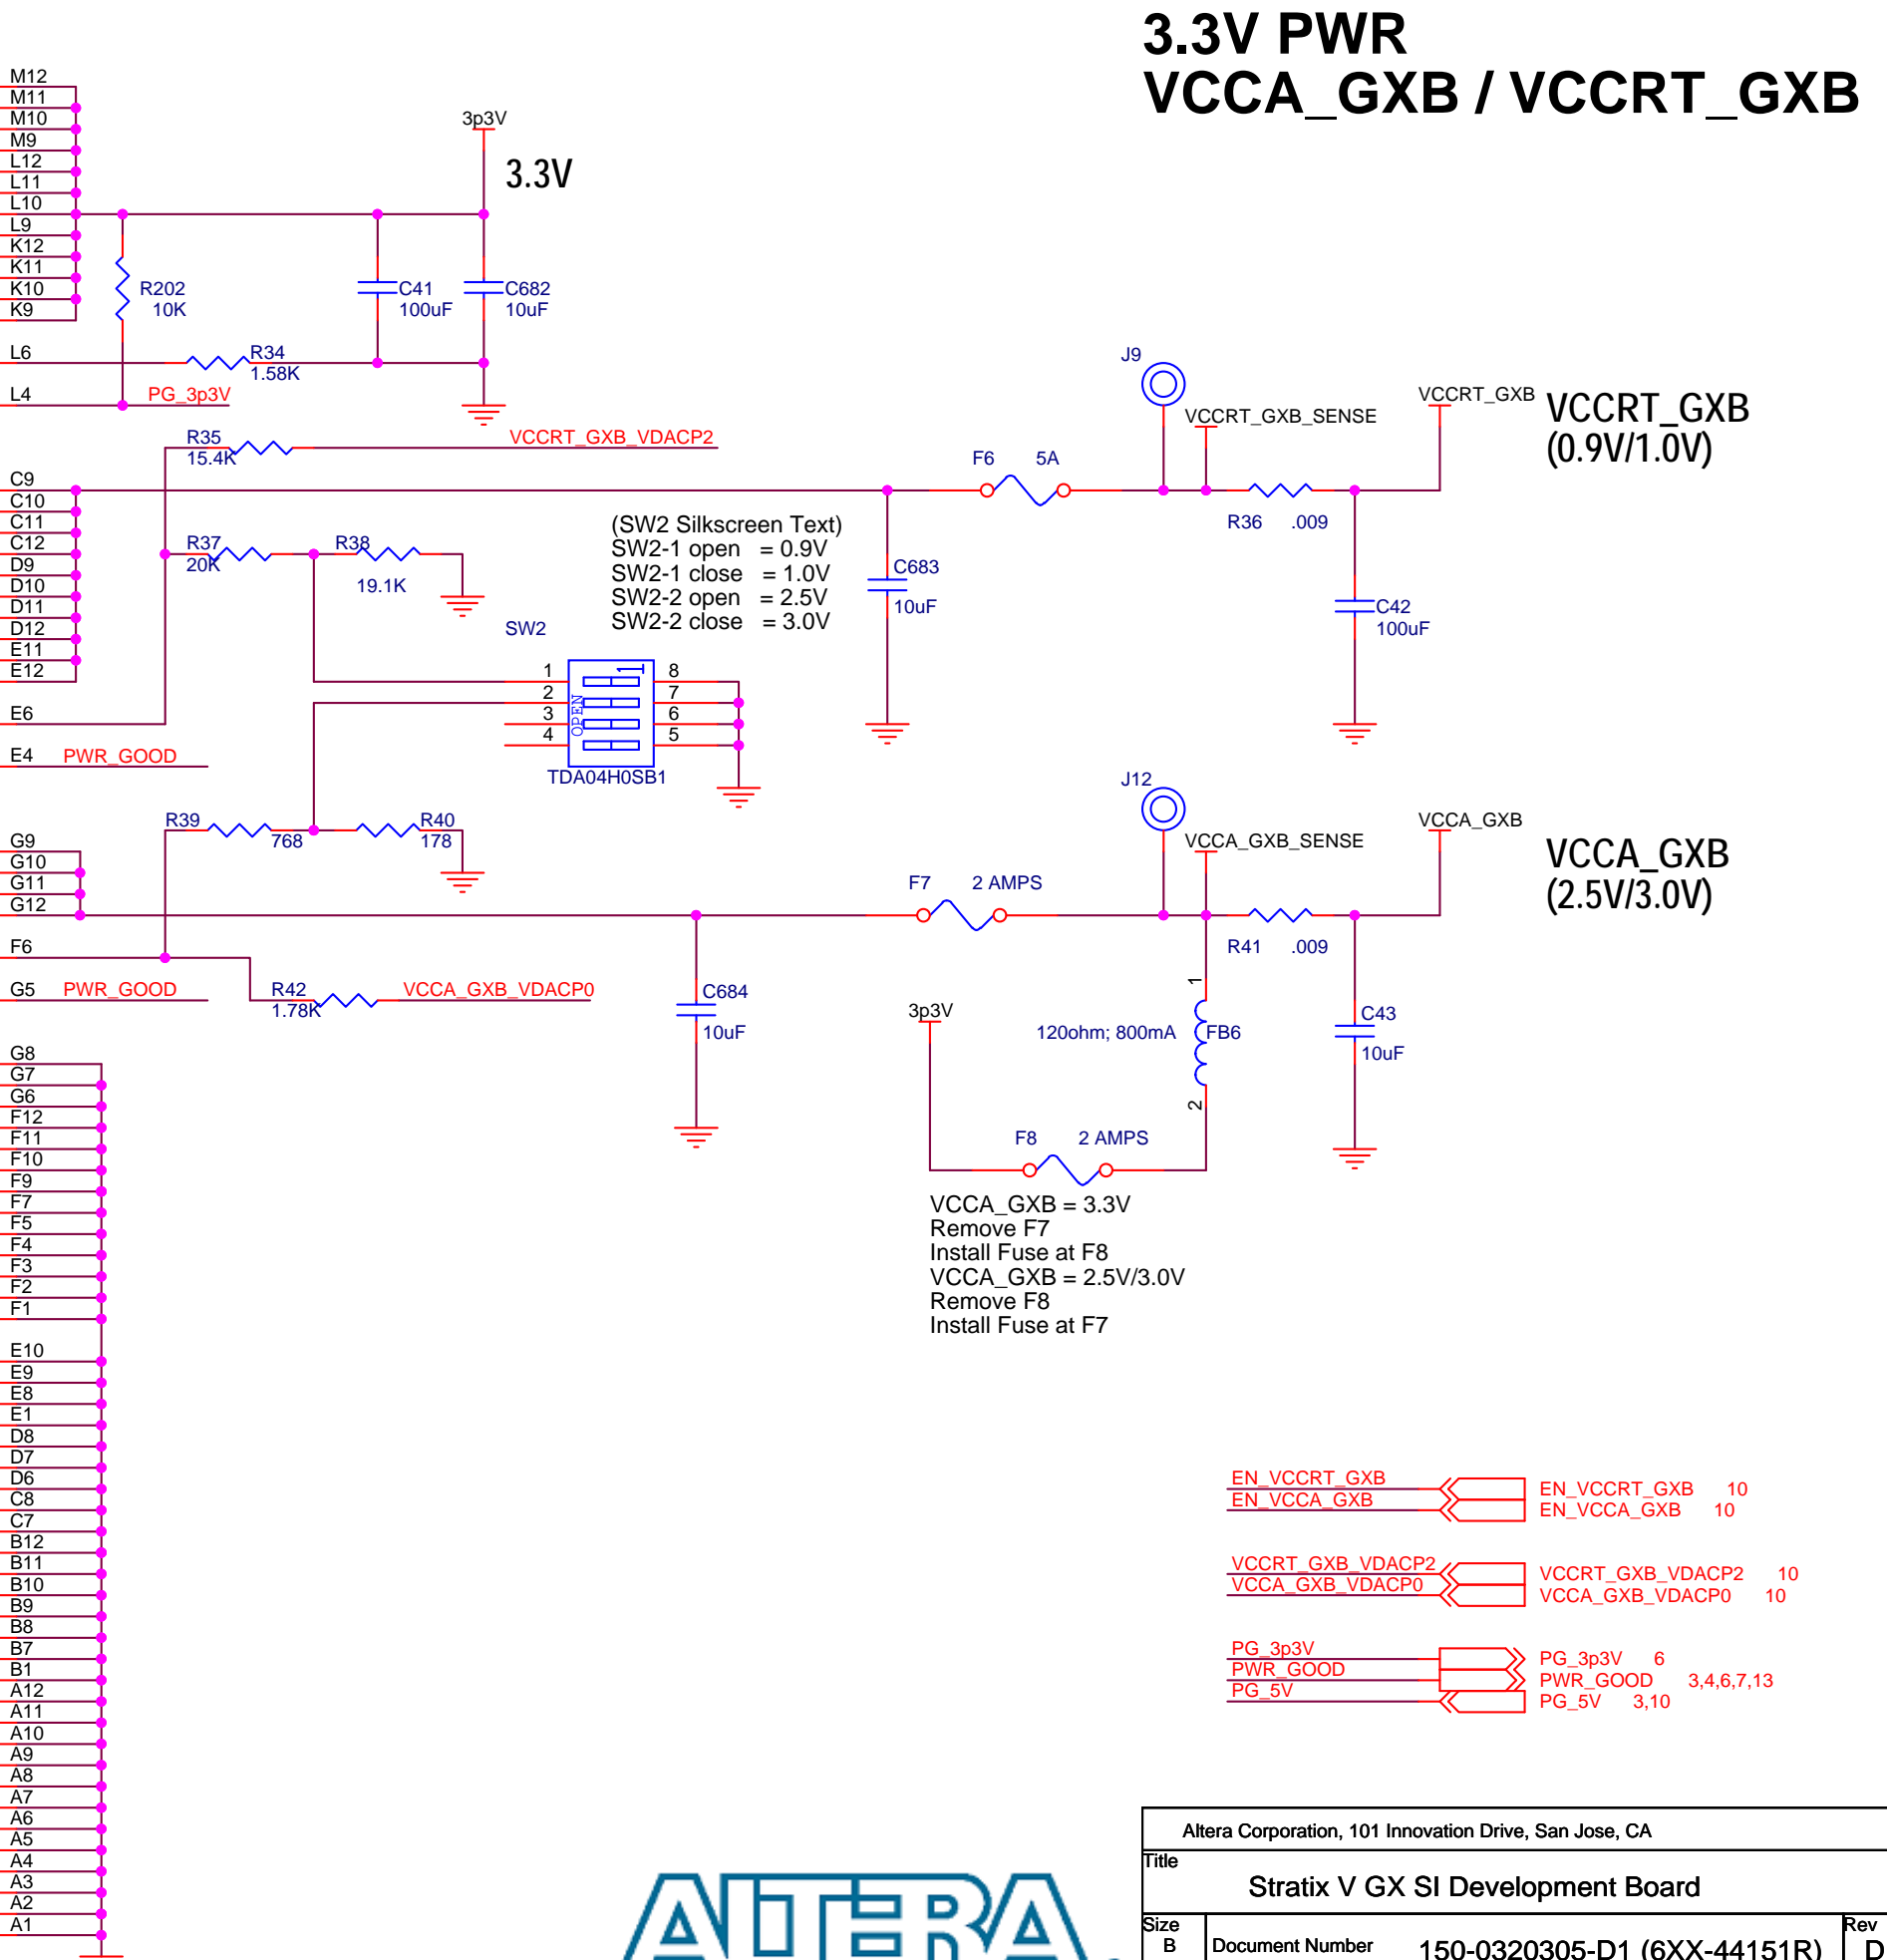 3.3V PWR
VCCA_GXB / VCCRT_GXB
M12
M11
M10
M9
L12
L11
L10
L9
K12
K11
K10
K9
3p3V
3.3V
R202
10K
C41
100uF
C682
10uF
L6
R34
1.58K
L4
PG_3p3V
R35
15.4K
VCCRT_GXB_VDACP2
J9
VCCRT_GXB_SENSE
VCCRT_GXB
VCCRT_GXB
(0.9V/1.0V)
F6 5A
R36 .009
C9
C10
C11
C12
D9
D10
D11
D12
E11
E12
R37
20K
R38
19.1K
(SW2 Silkscreen Text)
SW2-1 open = 0.9V
SW2-1 close = 1.0V
SW2-2 open = 2.5V
SW2-2 close = 3.0V
C683
10uF
C42
100uF
SW2
1
2
3
4
OPEN
1
8
7
6
5
TDA04H0SB1
E6
E4 PWR_GOOD
R39
768
R40
178
J12
VCCA_GXB_SENSE
VCCA_GXB
VCCA_GXB
(2.5V/3.0V)
G9
G10
G11
G12
F7 2 AMPS
R41 .009
F6
G5 PWR_GOOD
R42
1.78K
VCCA_GXB_VDACP0
C684
10uF
3p3V
120ohm; 800mA
1
FB6
2
C43
10uF
F8 2 AMPS
VCCA_GXB = 3.3V
Remove F7
Install Fuse at F8
VCCA_GXB = 2.5V/3.0V
Remove F8
Install Fuse at F7
G8
G7
G6
F12
F11
F10
F9
F7
F5
F4
F3
F2
F1
E10
E9
E8
E1
D8
D7
D6
C8
C7
B12
B11
B10
B9
B8
B7
B1
A12
A11
A10
A9
A8
A7
A6
A5
A4
A3
A2
A1
EN_VCCRT_GXB EN_VCCRT_GXB 10
EN_VCCA_GXB EN_VCCA_GXB 10
VCCRT_GXB_VDACP2 VCCRT_GXB_VDACP2 10
VCCA_GXB_VDACP0 VCCA_GXB_VDACP0 10
PG_3p3V PG_3p3V 6
PWR_GOOD PWR_GOOD 3,4,6,7,13
PG_5V PG_5V 3,10
ALTERA
Altera Corporation, 101 Innovation Drive, San Jose, CA
Title
Stratix V GX SI Development Board
Size
B
Document Number
150-0320305-D1 (6XX-44151R)
Rev
D